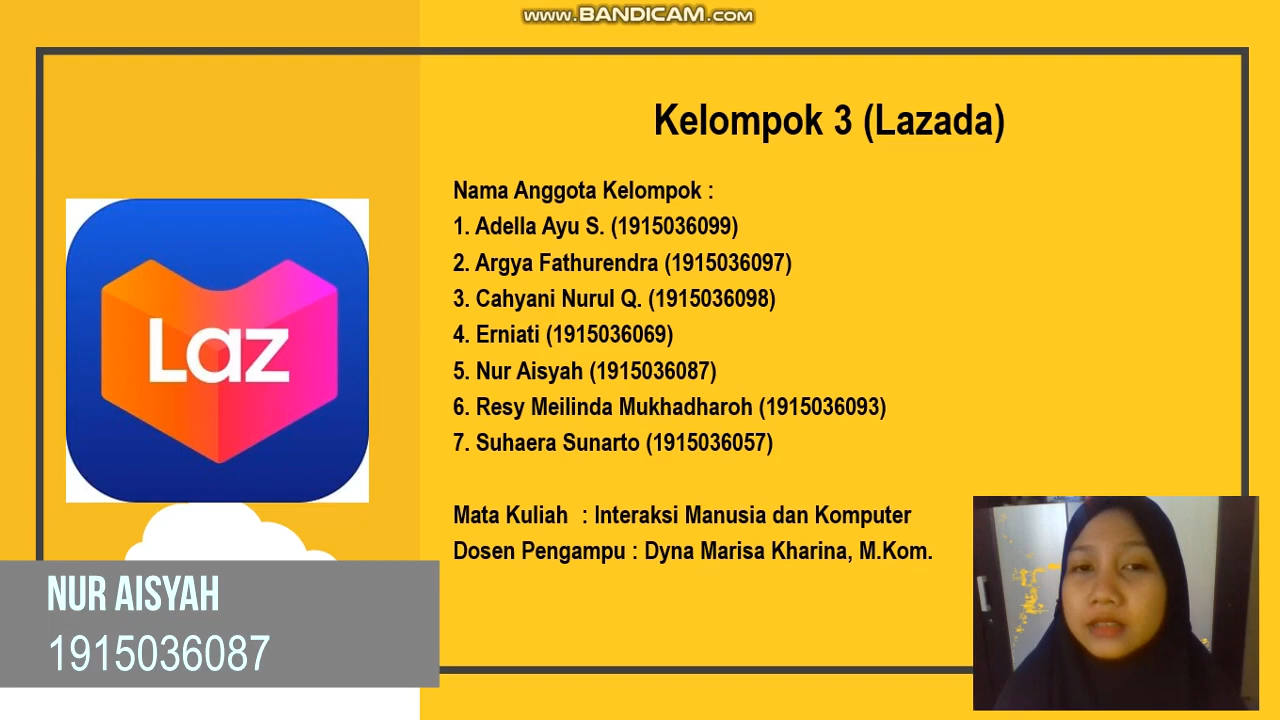 www.BANDICAM.com
Kelompok 3 (Lazada)
Nama Anggota Kelompok :
1. Adella Ayu S. (1915036099)
2. Argya Fathurendra (1915036097)
3. Cahyani Nurul Q. (1915036098)
4. Erniati (1915036069)
5. Nur Aisyah (1915036087)
6. Resy Meilinda Mukhadharoh (1915036093)
7. Suhaera Sunarto (1915036057)
Mata Kuliah : Interaksi Manusia dan Komputer
Dosen Pengampu : Dyna Marisa Kharina, M.Kom.
Laz
NUR AISYAH
1915036087